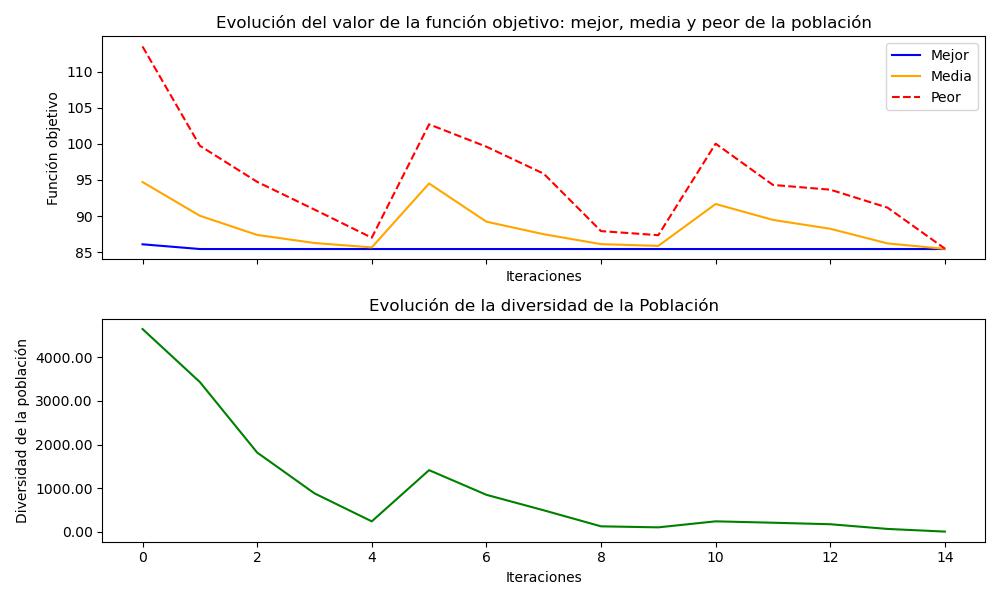 Evolución del valor de la función objetivo: mejor, media y peor de la población
Función objetivo
110
105
100
95
90
85
Mejor
Media
Peor
Iteraciones
Evolución de la diversidad de la Población
Diversidad de la población
4000.00
3000.00
2000.00
1000.00
0.00
0 2 4 6 8 10 12 14
Iteraciones